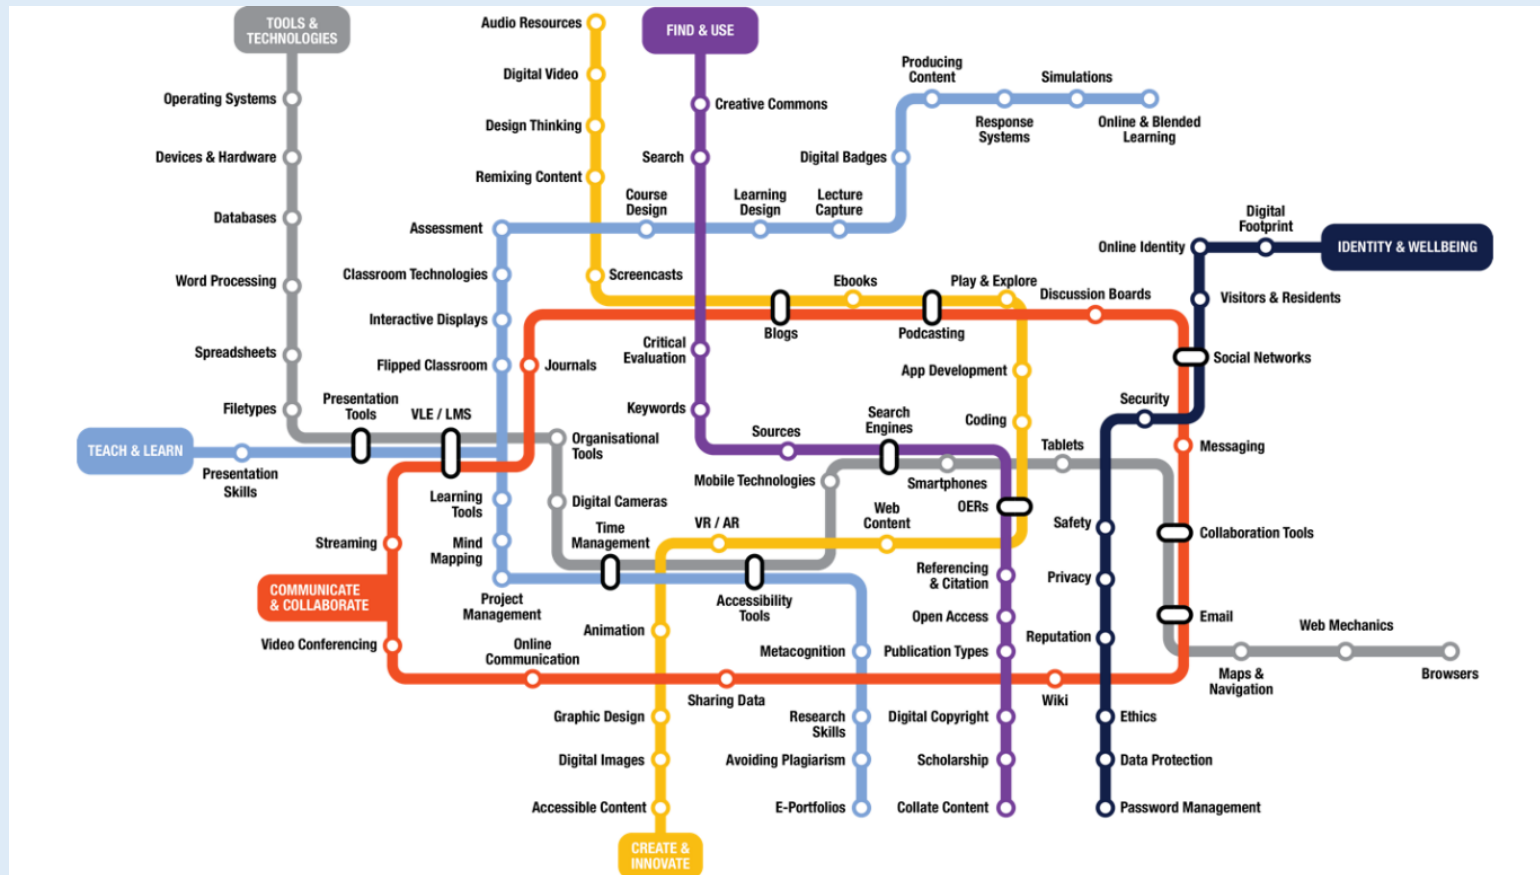 TOOLS &
TECHNOLOGIES
Audio Resources
FIND & USE
Digital Video
Producing
Content
Simulations
Operating Systems
Creative Commons
Design Thinking
Response
Systems
Online & Blended
Learning
Devices & Hardware
Search
Digital Badges
Remixing Content
Course
Design
Learning
Design
Lecture
Capture
Databases
Assessment
Digital
Footprint
Online Identity
IDENTITY & WELLBEING
Classroom Technologies
Screencasts
Word Processing
Ebooks
Play & Explore
Discussion Boards
Visitors & Residents
Interactive Displays
Blogs
Podcasting
Spreadsheets
Critical
Evaluation
Social Networks
Flipped Classroom
Journals
App Development
Filetypes
Presentation
Tools
VLE / LMS
Keywords
Search
Engines
Coding
Security
TEACH & LEARN
Organisational
Tools
Sources
Tablets
Messaging
Presentation
Skills
Mobile Technologies
Smartphones
Learning
Tools
Digital Cameras
OERs
Time
Management
VR / AR
Web
Content
Safety
Collaboration Tools
Streaming
Mind
Mapping
Referencing
& Citation
Privacy
COMMUNICATE
& COLLABORATE
Project
Management
Accessibility
Tools
Open Access
Email
Animation
Reputation
Web Mechanics
Video Conferencing
Online
Communication
Metacognition
Publication Types
Maps &
Navigation
Browsers
Sharing Data
Wiki
Graphic Design
Research
Skills
Digital Copyright
Ethics
Digital Images
Avoiding Plagiarism
Scholarship
Data Protection
Accessible Content
E-Portfolios
Collate Content
Password Management
CREATE &
INNOVATE